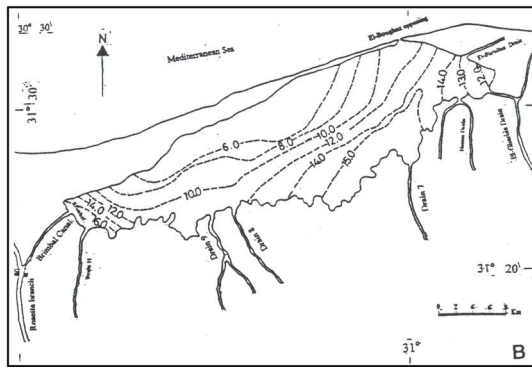 30° 30'
N
Mediterranean Sea
El-Boughaz opening
31° 30'
14.0
13.0
12.0
6.0
8.0
10.0
12.0
14.0
15.0
10.0
14.0
12.0
Brimbal Canal
Rosetta branch
Drain 11
Drain 9
Drain 8
Drain 7
31° 20'
31°
Km
B